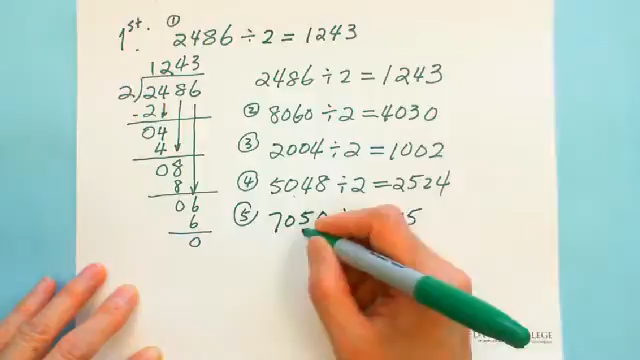 1st. ① 2486 ÷ 2 = 1243
1243
2)2486
-2
04
4
08
8
06
6
0
2486 ÷ 2 = 1243
② 8060 ÷ 2 = 4030
③ 2004 ÷ 2 = 1002
④ 5048 ÷ 2 = 2524
⑤ 7050 ÷